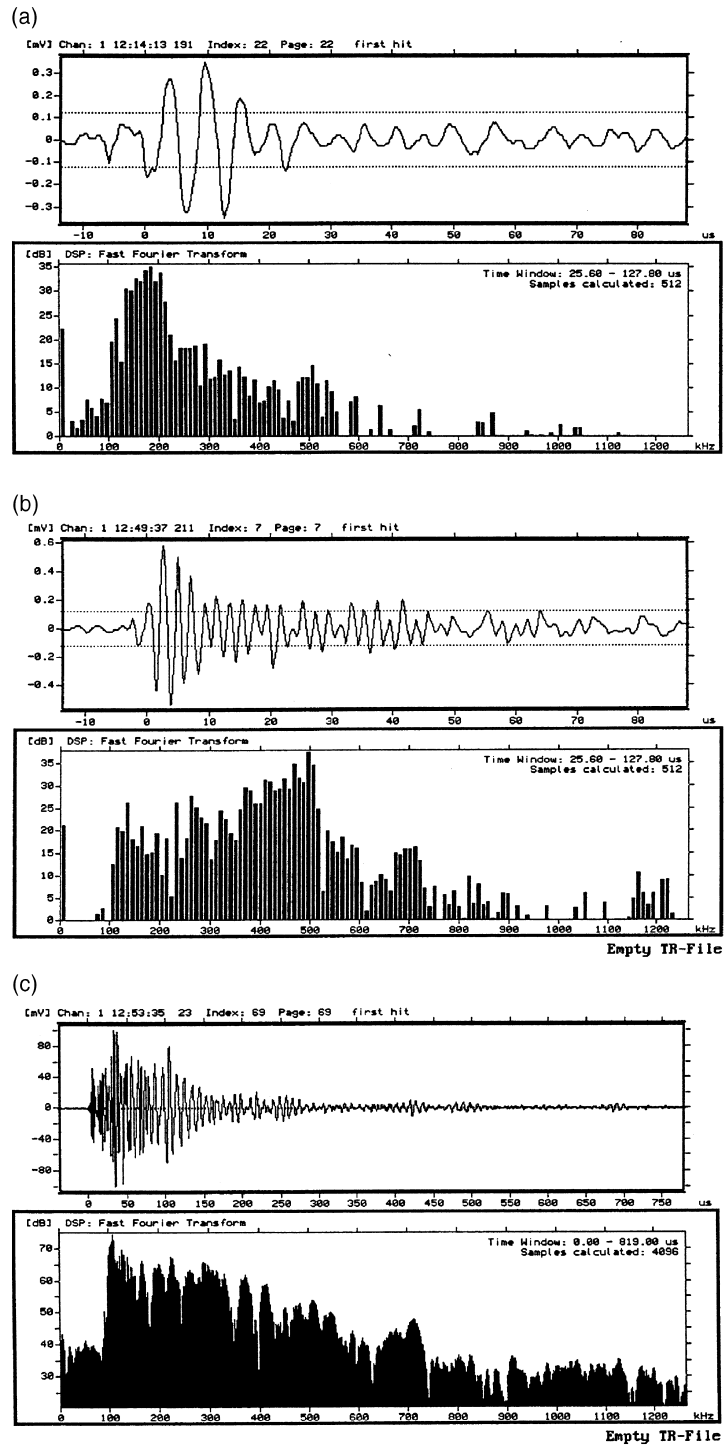 (a)
[mV] Chan: 1 12:14:13 191 Index: 22 Page: 22 first hit
0.3
0.2
0.1
0
-0.1
-0.2
-0.3
-10 0 10 20 30 40 50 60 70 80 us
[dB] DSP: Fast Fourier Transform
Time Window: 25.60 - 127.80 us
Samples calculated: 512
35
30
25
20
15
10
5
0
0 100 200 300 400 500 600 700 800 900 1000 1100 1200 kHz
(b)
[mV] Chan: 1 12:49:37 211 Index: 7 Page: 7 first hit
0.6
0.4
0.2
0
-0.2
-0.4
-10 0 10 20 30 40 50 60 70 80 us
[dB] DSP: Fast Fourier Transform
Time Window: 25.60 - 127.80 us
Samples calculated: 512
35
30
25
20
15
10
5
0
0 100 200 300 400 500 600 700 800 900 1000 1100 1200 kHz
Empty TR-File
(c)
[mV] Chan: 1 12:53:35 23 Index: 69 Page: 69 first hit
80
40
0
-40
-80
0 50 100 150 200 250 300 350 400 450 500 550 600 650 700 750 us
[dB] DSP: Fast Fourier Transform
Time Window: 0.00 - 819.00 us
Samples calculated: 4096
70
60
50
40
30
0 100 200 300 400 500 600 700 800 900 1000 1100 1200 kHz
Empty TR-File